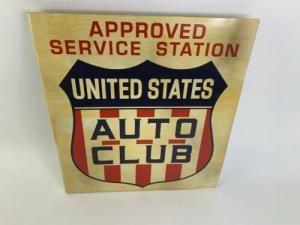 APPROVED
SERVICE STATION
UNITED STATES
AUTO
CLUB